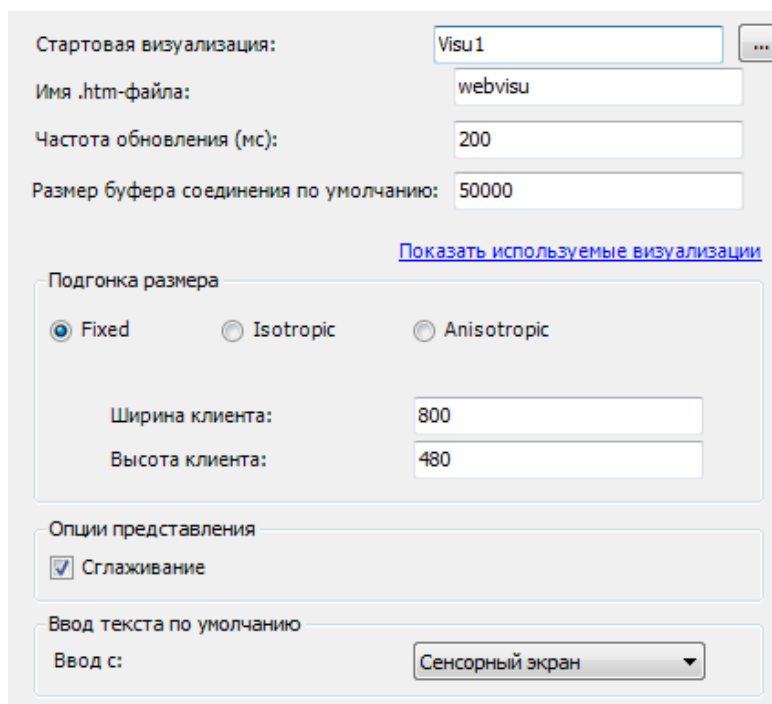 Стартовая визуализация: Visu1 ...
Имя .htm-файла: webvisu
Частота обновления (мс): 200
Размер буфера соединения по умолчанию: 50000
Показать используемые визуализации
Подгонка размера
Fixed Isotropic Anisotropic
Ширина клиента: 800
Высота клиента: 480
Опции представления
Сглаживание
Ввод текста по умолчанию
Ввод с: Сенсорный экран